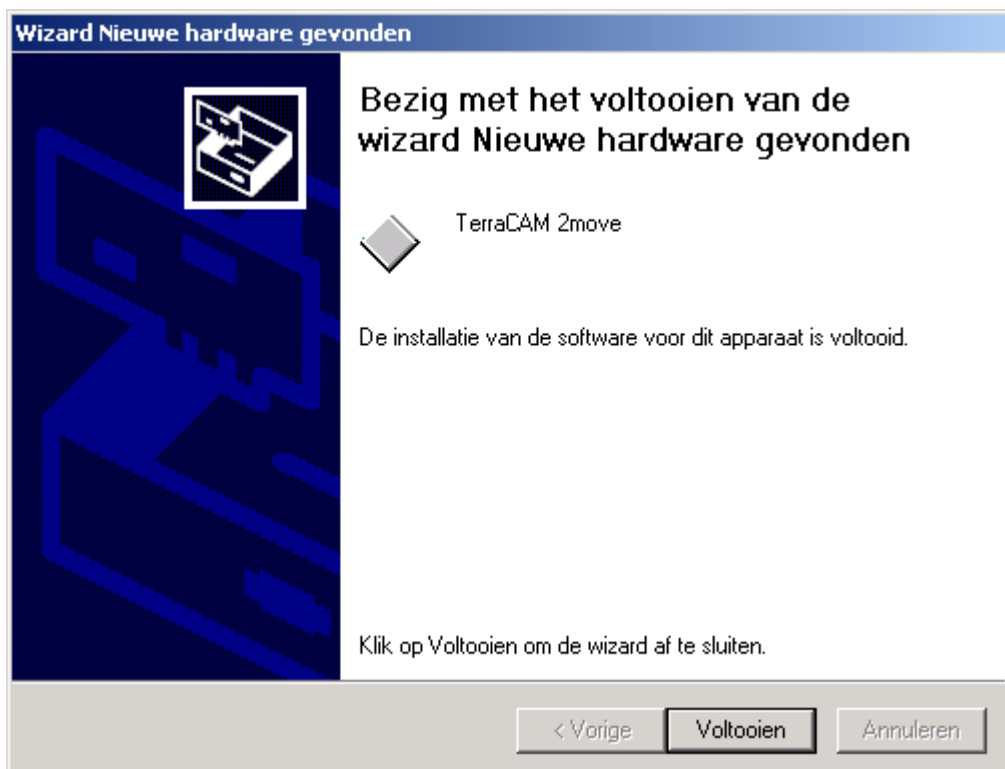 Wizard Nieuwe hardware gevonden
Bezig met het voltooien van de
wizard Nieuwe hardware gevonden
TerraCAM 2move
De installatie van de software voor dit apparaat is voltooid.
Klik op Voltooien om de wizard af te sluiten.
< Vorige Voltooien Annuleren